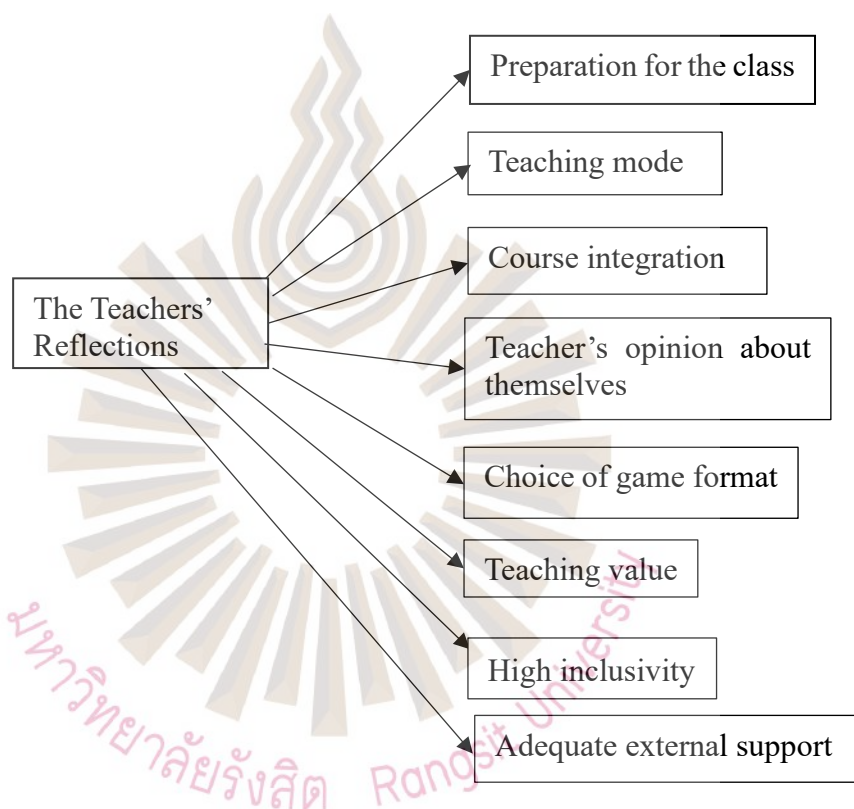 Preparation for the class
Teaching mode
Course integration
The Teachers’
Reflections
Teacher’s opinion about
themselves
Choice of game format
Teaching value
High inclusivity
Adequate external support
มหาวิทยาลัยรังสิต Rangsit University